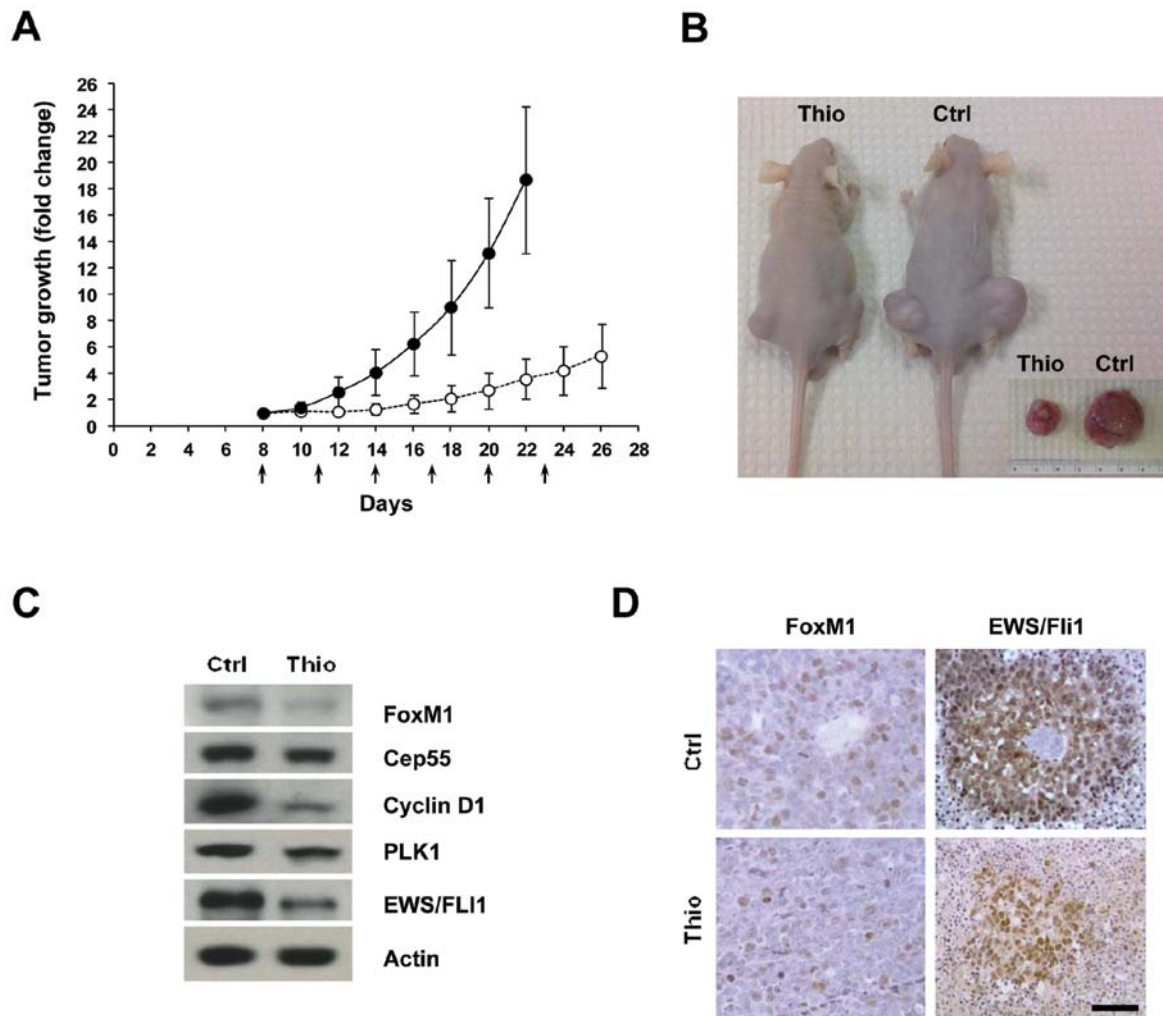 A
26
24
22
20
18
16
14
12
10
8
6
4
2
0
Tumor growth (fold change)
0 2 4 6 8 10 12 14 16 18 20 22 24 26 28
Days
B
Thio Ctrl
Thio Ctrl
C
Ctrl Thio
FoxM1
Cep55
Cyclin D1
PLK1
EWS/FLI1
Actin
D
FoxM1 EWS/Fli1
Ctrl
Thio